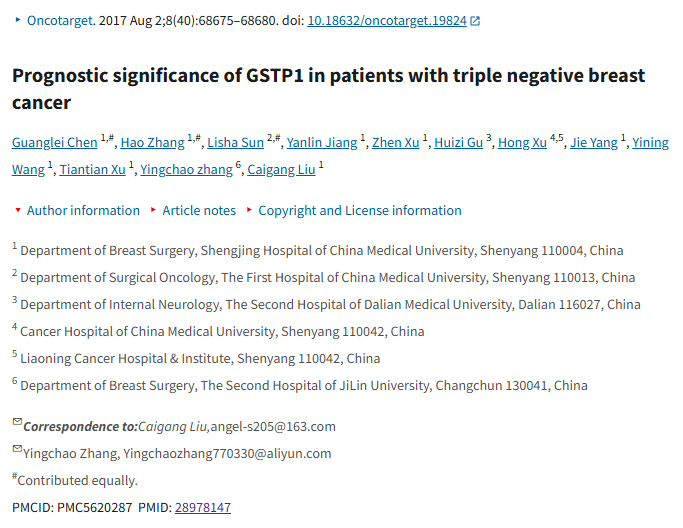 Oncotarget. 2017 Aug 2;8(40):68675–68680. doi: 10.18632/oncotarget.19824
Prognostic significance of GSTP1 in patients with triple negative breast
cancer
Guanglei Chen 1,#, Hao Zhang 1,#, Lisha Sun 2,#, Yanlin Jiang 1, Zhen Xu 1, Huizi Gu 3, Hong Xu 4,5, Jie Yang 1, Yining
Wang 1, Tiantian Xu 1, Yingchao zhang 6, Caigang Liu 1
Author information Article notes Copyright and License information
1 Department of Breast Surgery, Shengjing Hospital of China Medical University, Shenyang 110004, China
2 Department of Surgical Oncology, The First Hospital of China Medical University, Shenyang 110013, China
3 Department of Internal Neurology, The Second Hospital of Dalian Medical University, Dalian 116027, China
4 Cancer Hospital of China Medical University, Shenyang 110042, China
5 Liaoning Cancer Hospital & Institute, Shenyang 110042, China
6 Department of Breast Surgery, The Second Hospital of JiLin University, Changchun 130041, China
Correspondence to:Caigang Liu,angel-s205@163.com
Yingchao Zhang, Yingchaozhang770330@aliyun.com
#Contributed equally.
PMCID: PMC5620287 PMID: 28978147